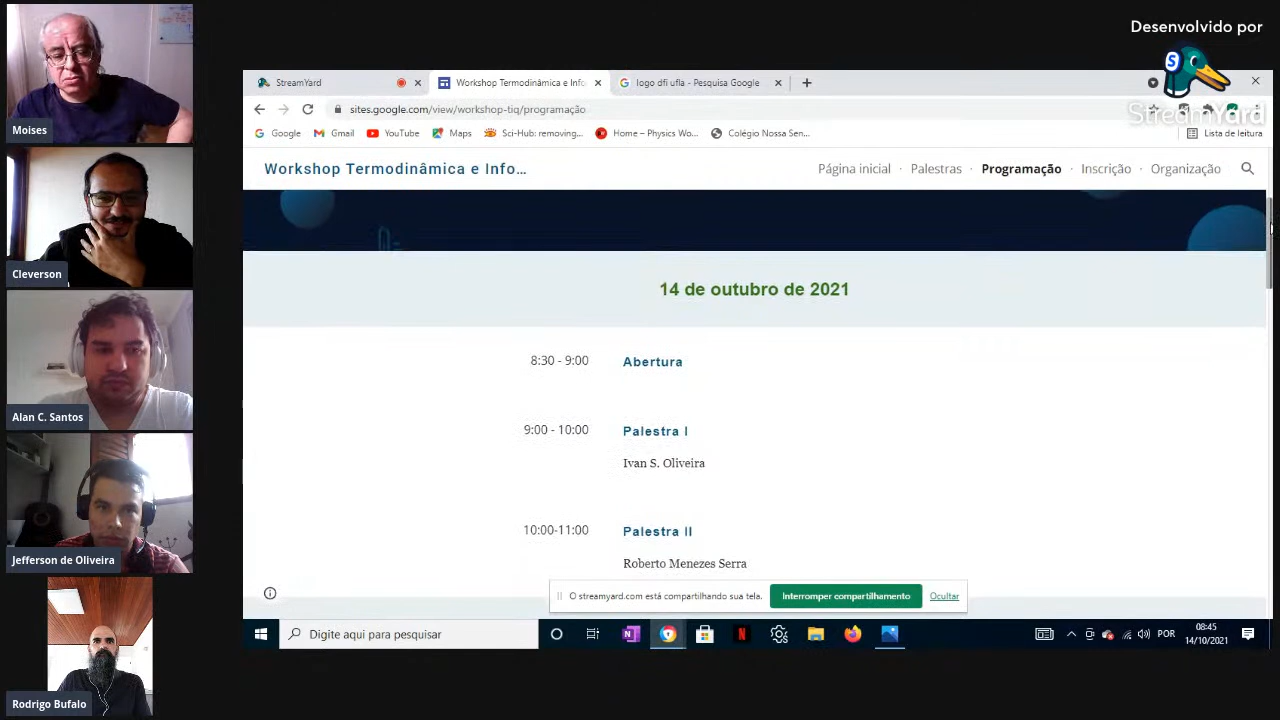 Desenvolvido por
StreamYard
Moises
Cleverson
Alan C. Santos
Jefferson de Oliveira
Rodrigo Bufalo
StreamYard
Workshop Termodinâmica e Info
logo dfi ufla - Pesquisa Google
sites.google.com/view/workshop-tiq/programação
Google
Gmail
YouTube
Maps
Sci-Hub: removing...
Home – Physics Wo...
Colégio Nossa Sen...
Lista de leitura
Workshop Termodinâmica e Info...
Página inicial
Palestras
Programação
Inscrição
Organização
14 de outubro de 2021
8:30 - 9:00 Abertura
9:00 - 10:00 Palestra I
Ivan S. Oliveira
10:00-11:00 Palestra II
Roberto Menezes Serra
O streamyard.com está compartilhando sua tela.
Interromper compartilhamento
Ocultar
Digite aqui para pesquisar
POR
08:45
14/10/2021